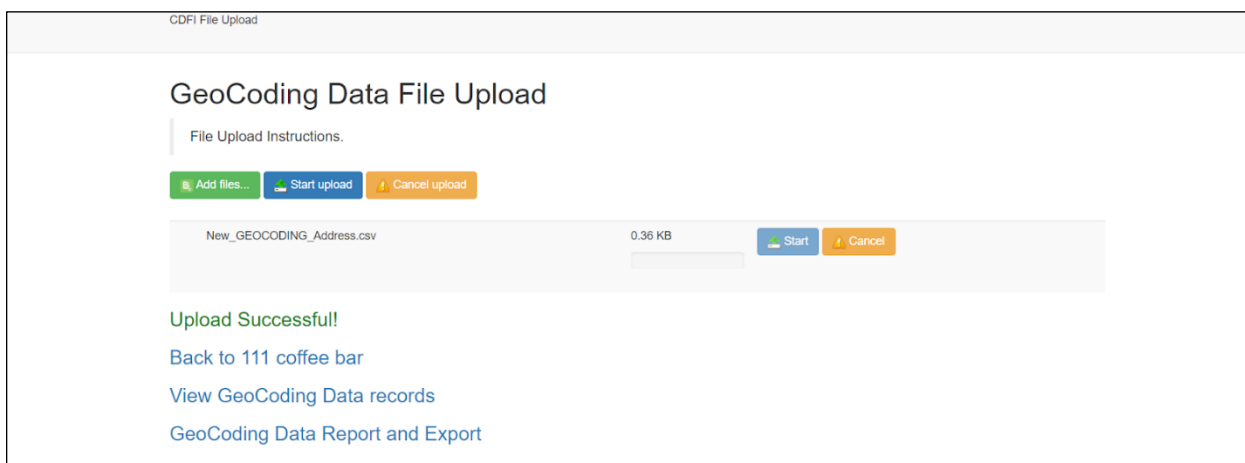 CDFI File Upload
GeoCoding Data File Upload
File Upload Instructions.
Add files... Start upload Cancel upload
New_GEOCODING_Address.csv 0.36 KB Start Cancel
Upload Successful!
Back to 111 coffee bar
View GeoCoding Data records
GeoCoding Data Report and Export